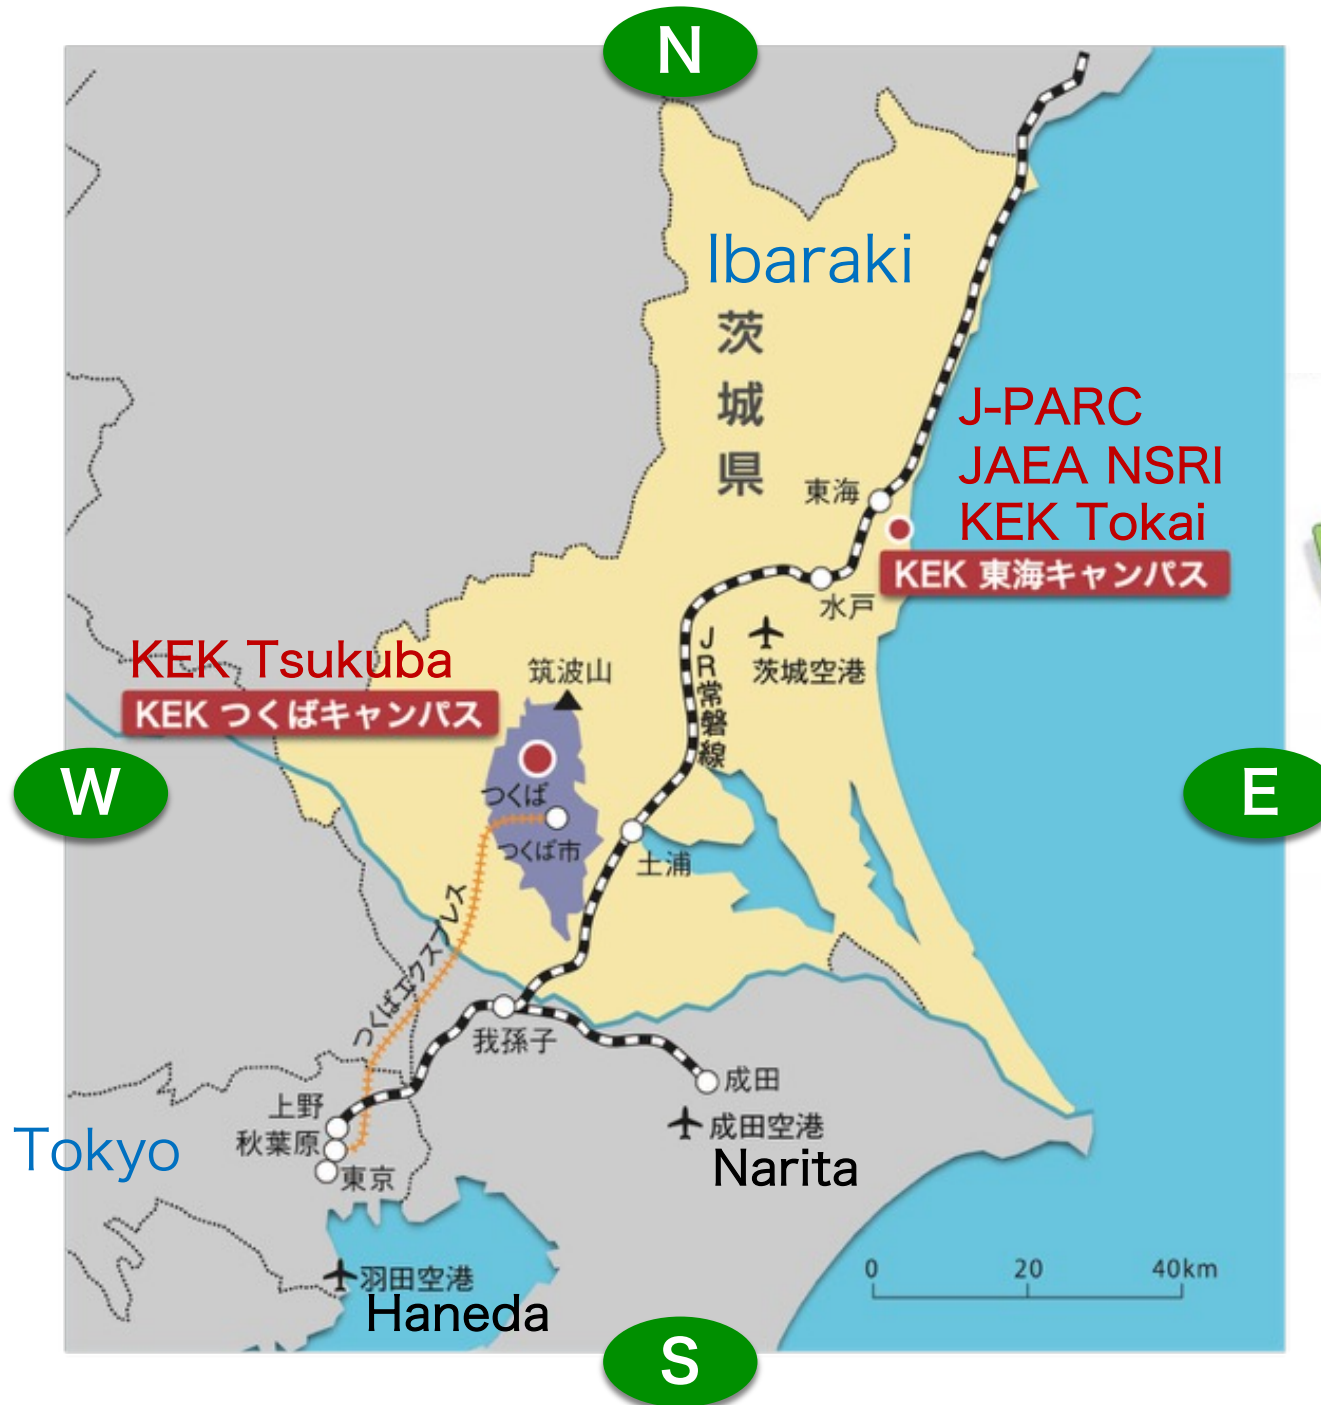 N
Ibaraki
茨城県
J-PARC
JAEA NSRI
KEK Tokai
東海
KEK 東海キャンパス
水戸
JR常磐線
茨城空港
KEK Tsukuba
KEK つくばキャンパス
筑波山
W
E
つくば
つくば市
土浦
つくばエクスプレス
我孫子
成田
成田空港
Narita
上野
秋葉原
東京
Tokyo
羽田空港
Haneda
0 20 40km
S